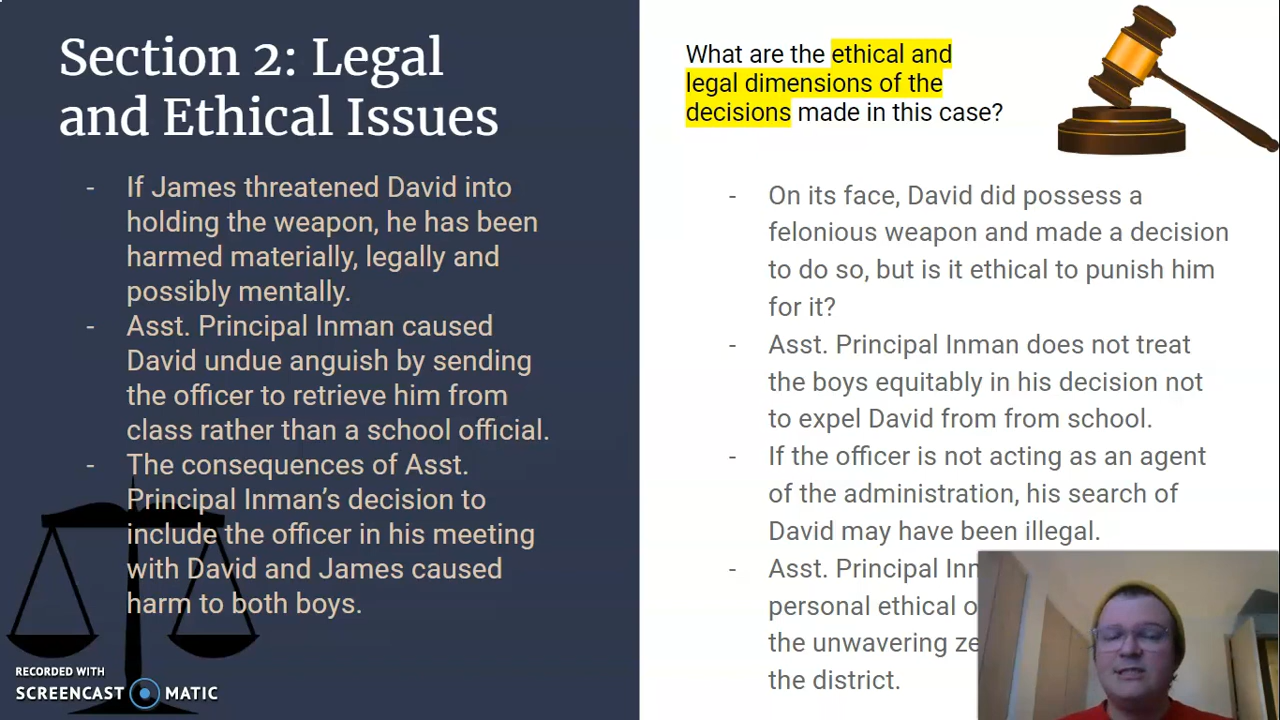 Section 2: Legal
and Ethical Issues
- If James threatened David into
holding the weapon, he has been
harmed materially, legally and
possibly mentally.
- Asst. Principal Inman caused
David undue anguish by sending
the officer to retrieve him from
class rather than a school official.
- The consequences of Asst.
Principal Inman’s decision to
include the officer in his meeting
with David and James caused
harm to both boys.
RECORDED WITH
SCREENCAST MATIC
What are the ethical and
legal dimensions of the
decisions made in this case?
- On its face, David did possess a
felonious weapon and made a decision
to do so, but is it ethical to punish him
for it?
- Asst. Principal Inman does not treat
the boys equitably in his decision not
to expel David from from school.
- If the officer is not acting as an agent
of the administration, his search of
David may have been illegal.
- Asst. Principal
personal ethical
the unwavering
the district.